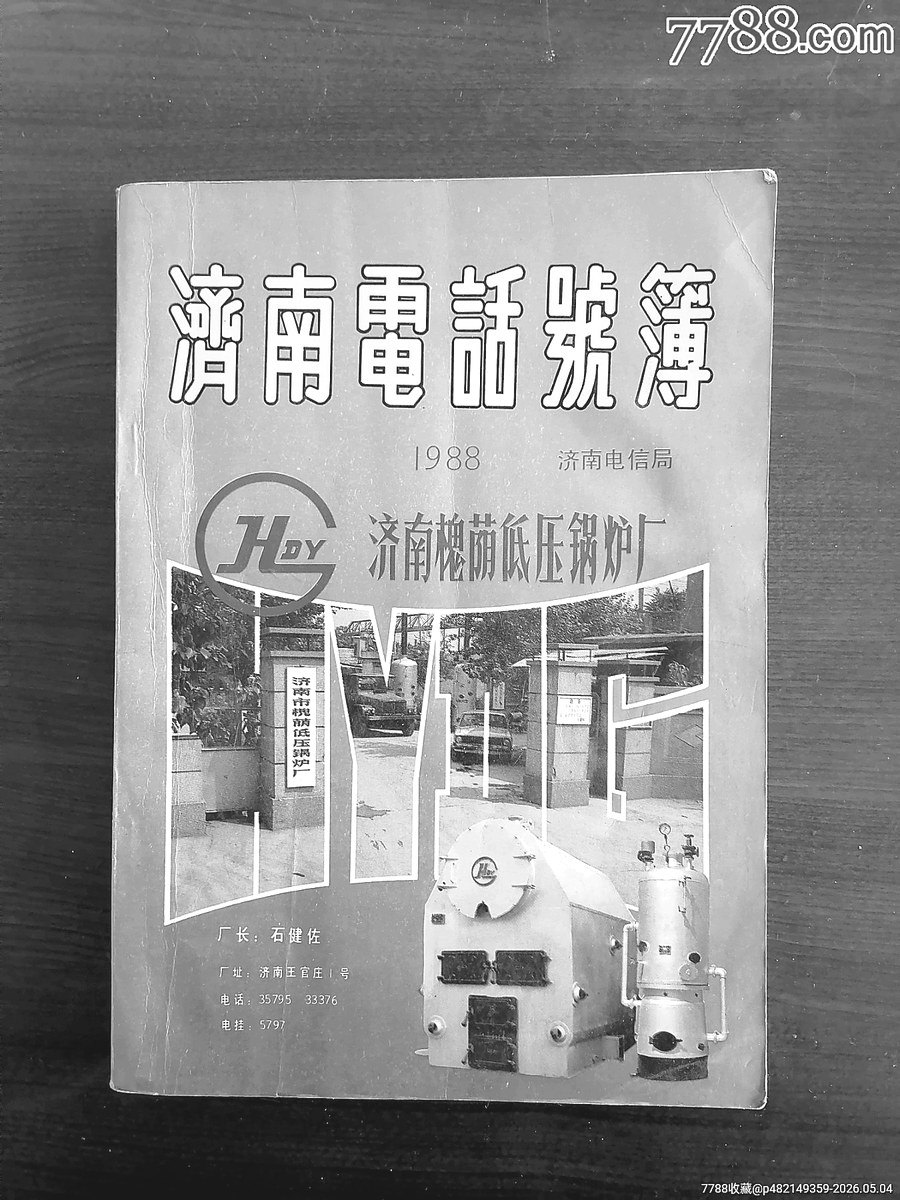 7788.com
濟南電話號簿
1988 济南电信局
HDY
济南槐荫低压锅炉厂
济南市槐荫低压锅炉厂
HDY
厂长：石健佐
厂址：济南王官庄1号
电话：35795 33376
电挂：5797
7788收藏@p482149359-2026.05.04